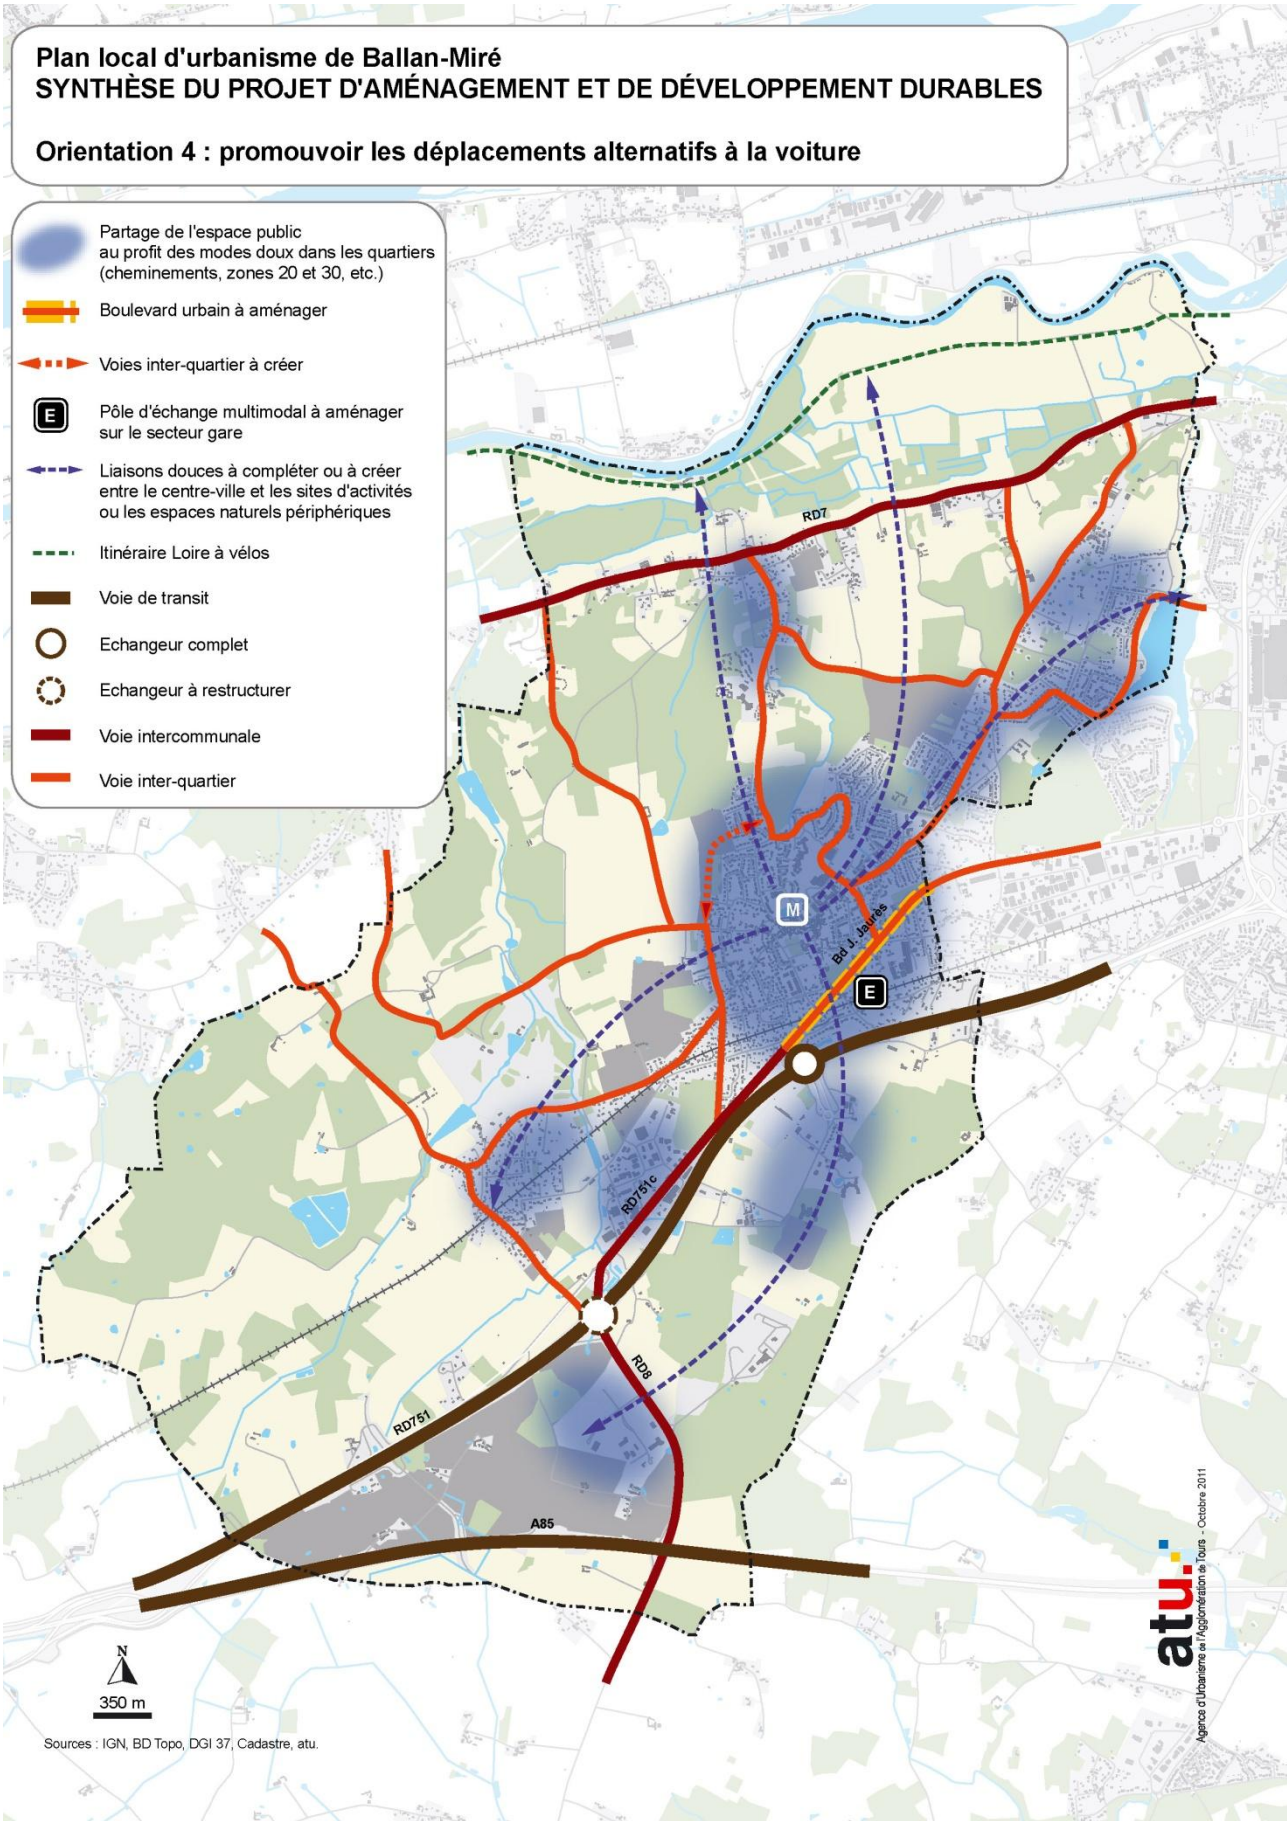 Plan local d'urbanisme de Ballan-Miré
SYNTHÈSE DU PROJET D'AMÉNAGEMENT ET DE DÉVELOPPEMENT DURABLES
Orientation 4 : promouvoir les déplacements alternatifs à la voiture
Partage de l'espace public
au profit des modes doux dans les quartiers
(cheminements, zones 20 et 30, etc.)
Boulevard urbain à aménager
Voies inter-quartier à créer
E
Pôle d'échange multimodal à aménager
sur le secteur gare
Liaisons douces à compléter ou à créer
entre le centre-ville et les sites d'activités
ou les espaces naturels périphériques
Itinéraire Loire à vélos
Voie de transit
Echangeur complet
Echangeur à restructurer
Voie intercommunale
Voie inter-quartier
RD7
M
Bd J. Jaurès
E
RD751c
RD8
RD751
A85
N
350 m
Sources : IGN, BD Topo, DGI 37, Cadastre, atu.
atu.
Agence d'Urbanisme de l'Agglomération de Tours - Octobre 2011